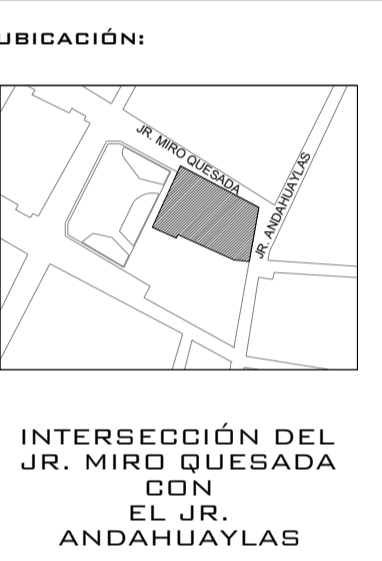 UBICACIÓN:
JR. MIRO QUESADA
JR. ANDAHUAYLAS
INTERSECCIÓN DEL
JR. MIRO QUESADA
CON
EL JR.
ANDAHUAYLAS